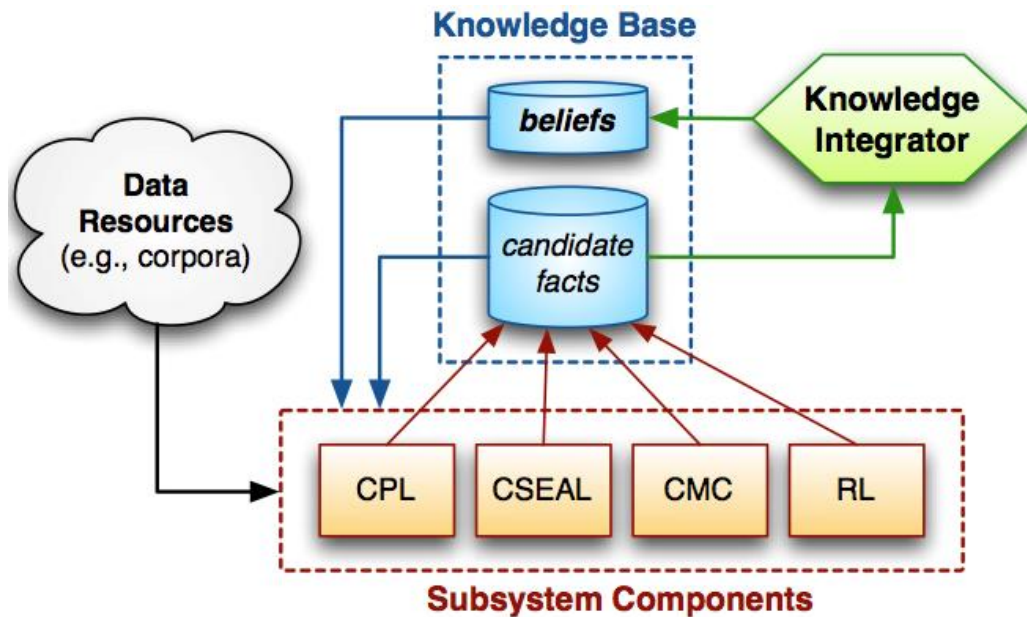 Knowledge Base
beliefs
Knowledge
Integrator
Data
Resources
(e.g., corpora)
candidate
facts
CPL
CSEAL
CMC
RL
Subsystem Components